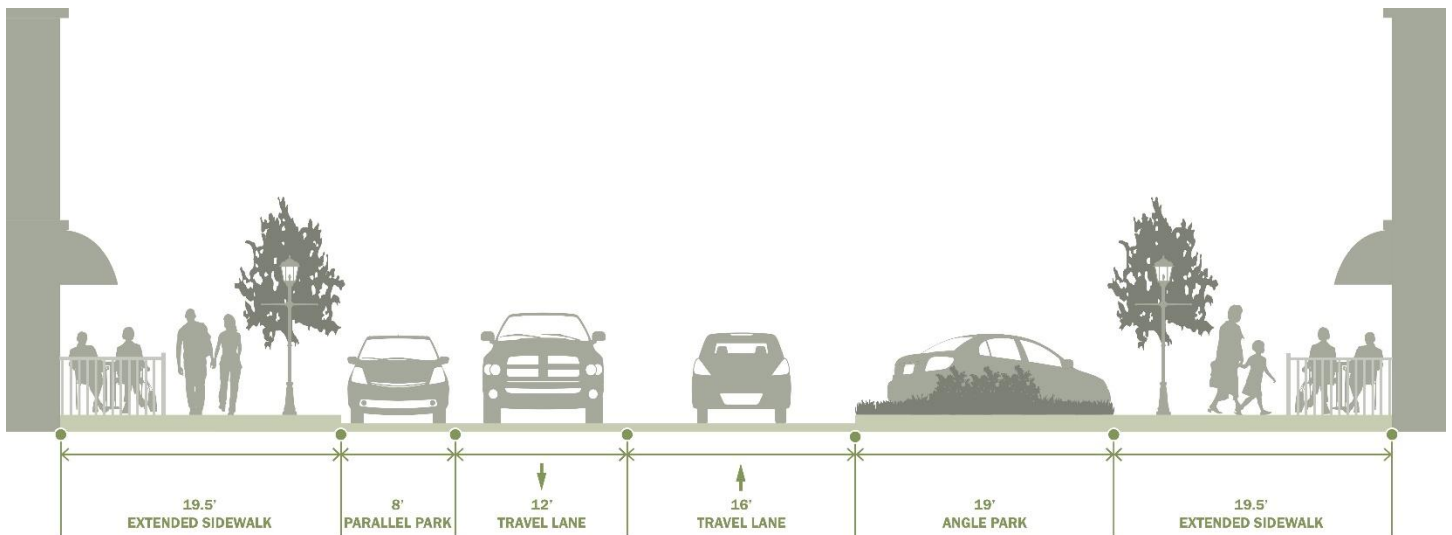 19.5’
EXTENDED SIDEWALK
8’
PARALLEL PARK
12’
TRAVEL LANE
16’
TRAVEL LANE
19’
ANGLE PARK
19.5’
EXTENDED SIDEWALK